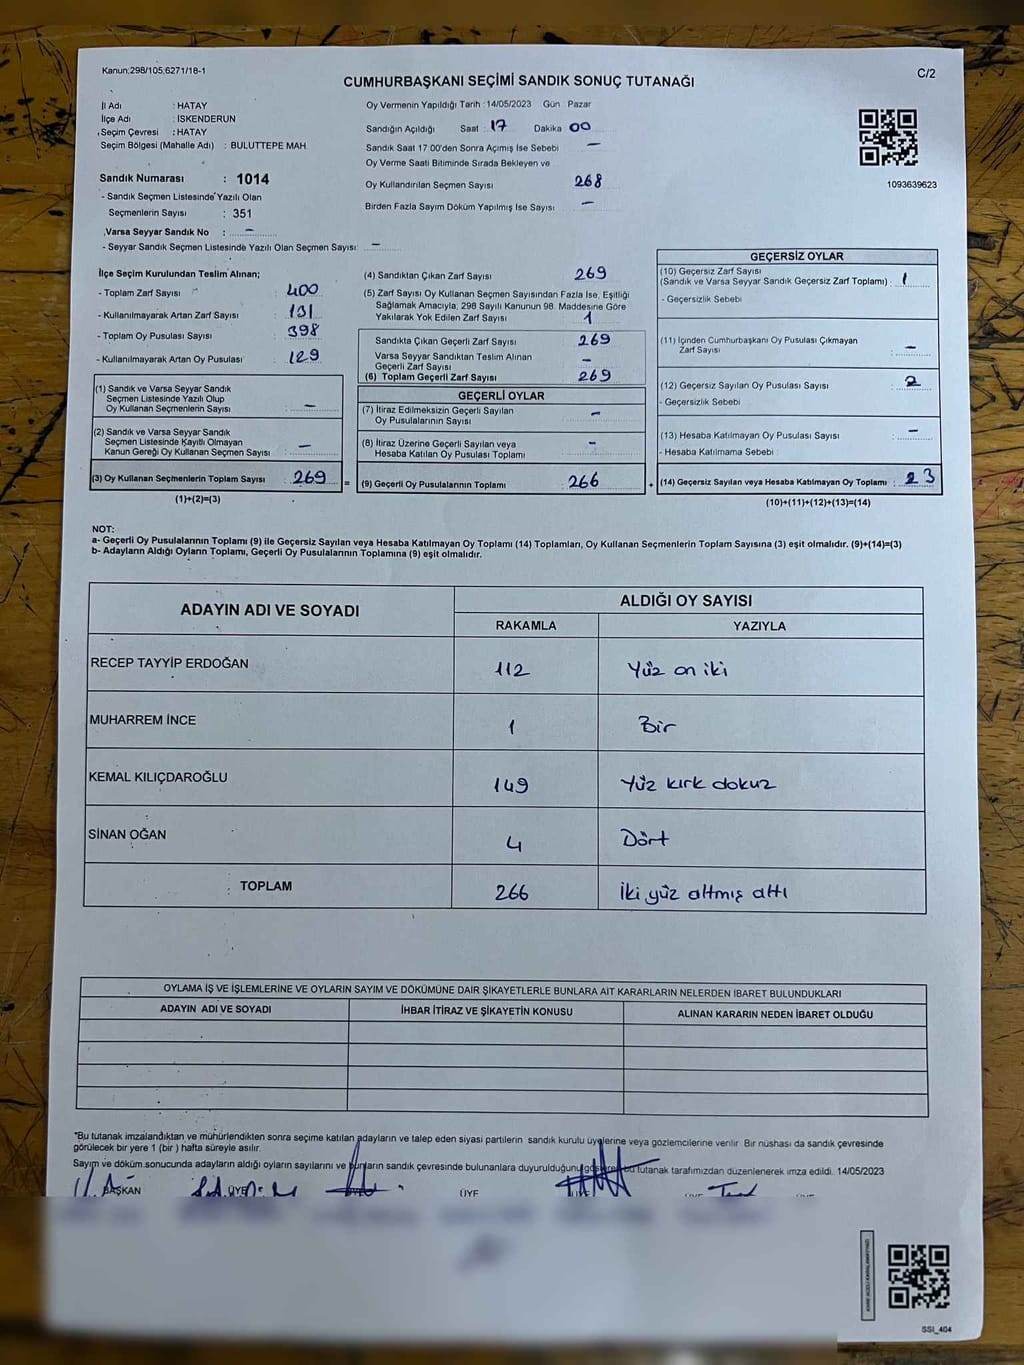 Kanun:298/105,6271/18-1
C/2
CUMHURBAŞKANI SEÇİMİ SANDIK SONUÇ TUTANAĞI
İl Adı : HATAY
İlçe Adı : İSKENDERUN
Seçim Çevresi : HATAY
Seçim Bölgesi (Mahalle Adı) : BULUTTEPE MAH.
Sandık Numarası : 1014
- Sandık Seçmen Listesinde Yazılı Olan
Seçmenlerin Sayısı : 351
Varsa Seyyar Sandık No : -
- Seyyar Sandık Seçmen Listesinde Yazılı Olan Seçmen Sayısı: -
Oy Vermenin Yapıldığı Tarih : 14/05/2023 Gün Pazar
Sandığın Açıldığı Saat : 17 Dakika 00
Sandık Saat 17:00'den Sonra Açımış İse Sebebi -
Oy Verme Saati Bitiminde Sırada Bekleyen ve
Oy Kullandırılan Seçmen Sayısı 268
Birden Fazla Sayım Döküm Yapılmış İse Sayısı -
1093639623
İlçe Seçim Kurulundan Teslim Alınan;
- Toplam Zarf Sayısı : 400
- Kullanılmayarak Artan Zarf Sayısı : 131
- Toplam Oy Pusulası Sayısı : 398
- Kullanılmayarak Artan Oy Pusulası : 129
(1) Sandık ve Varsa Seyyar Sandık
Seçmen Listesinde Yazılı Olup
Oy Kullanan Seçmenlerin Sayısı : -
(2) Sandık ve Varsa Seyyar Sandık
Seçmen Listesinde Kayıtlı Olmayan
Kanun Gereği Oy Kullanan Seçmen Sayısı : -
(3) Oy Kullanan Seçmenlerin Toplam Sayısı : 269 =
(1)+(2)=(3)
(4) Sandıktan Çıkan Zarf Sayısı 269
(5) Zarf Sayısı Oy Kullanan Seçmen Sayısından Fazla İse, Eşitliği
Sağlamak Amacıyla; 298 Sayılı Kanunun 98. Maddesine Göre
Yakılarak Yok Edilen Zarf Sayısı 1
Sandıkta Çıkan Geçerli Zarf Sayısı 269
Varsa Seyyar Sandıktan Teslim Alınan
Geçerli Zarf Sayısı -
(6) Toplam Geçerli Zarf Sayısı 269
GEÇERLİ OYLAR
(7) İtiraz Edilmeksizin Geçerli Sayılan
Oy Pusulalarının Sayısı -
(8) İtiraz Üzerine Geçerli Sayılan veya
Hesaba Katılan Oy Pusulası Toplamı : -
(9) Geçerli Oy Pusulalarının Toplamı : 266 +
GEÇERSİZ OYLAR
(10) Geçersiz Zarf Sayısı
(Sandık ve Varsa Seyyar Sandık Geçersiz Zarf Toplamı) : 1
- Geçersizlik Sebebi
(11) İçinden Cumhurbaşkanı Oy Pusulası Çıkmayan
Zarf Sayısı : -
(12) Geçersiz Sayılan Oy Pusulası Sayısı : 2
- Geçersizlik Sebebi
(13) Hesaba Katılmayan Oy Pusulası Sayısı : -
- Hesaba Katılmama Sebebi :
(14) Geçersiz Sayılan veya Hesaba Katılmayan Oy Toplamı : 3
(10)+(11)+(12)+(13)=(14)
NOT:
a- Geçerli Oy Pusulalarının Toplamı (9) ile Geçersiz Sayılan veya Hesaba Katılmayan Oy Toplamı (14) Toplamları, Oy Kullanan Seçmenlerin Toplam Sayısına (3) eşit olmalıdır. (9)+(14)=(3)
b- Adayların Aldığı Oyların Toplamı, Geçerli Oy Pusulalarının Toplamına (9) eşit olmalıdır.
ADAYIN ADI VE SOYADI
ALDIĞI OY SAYISI
RAKAMLA YAZIYLA
RECEP TAYYİP ERDOĞAN 112 Yüz on iki
MUHARREM İNCE 1 Bir
KEMAL KILIÇDAROĞLU 149 Yüz kırk dokuz
SİNAN OĞAN 4 Dört
TOPLAM 266 İki yüz altmış altı
OYLAMA İŞ VE İŞLEMLERİNE VE OYLARIN SAYIM VE DÖKÜMÜNE DAİR ŞİKAYETLERLE BUNLARA AİT KARARLARIN NELERDEN İBARET BULUNDUKLARI
ADAYIN ADI VE SOYADI İHBAR İTİRAZ VE ŞİKAYETİN KONUSU ALINAN KARARIN NEDEN İBARET OLDUĞU
*Bu tutanak imzalandıktan ve mühürlendikten sonra seçime katılan adayların ve talep eden siyasi partilerin sandık kurulu üyelerine veya gözlemcilerine verilir. Bir nüshası da sandık çevresinde
görülecek bir yere 1 (bir) hafta süreyle asılır.
Sayım ve döküm sonucunda adayların aldığı oyların sayılarını ve bunların sandık çevresinde bulunanlara duyurulduğunu gösteren bu tutanak tarafımızdan düzenlenerek imza edildi. 14/05/2023
BAŞKAN ÜYE ÜYE
SSI_404